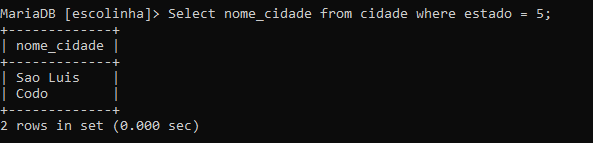 MariaDB [escolinha]> Select nome_cidade from cidade where estado = 5;
+-------------+
| nome_cidade |
+-------------+
| Sao Luis    |
| Codo        |
+-------------+
2 rows in set (0.000 sec)